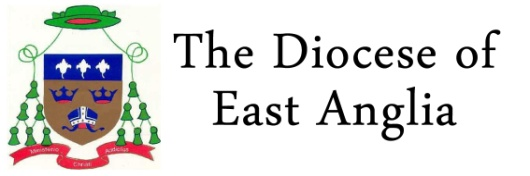 The Diocese of
East Anglia